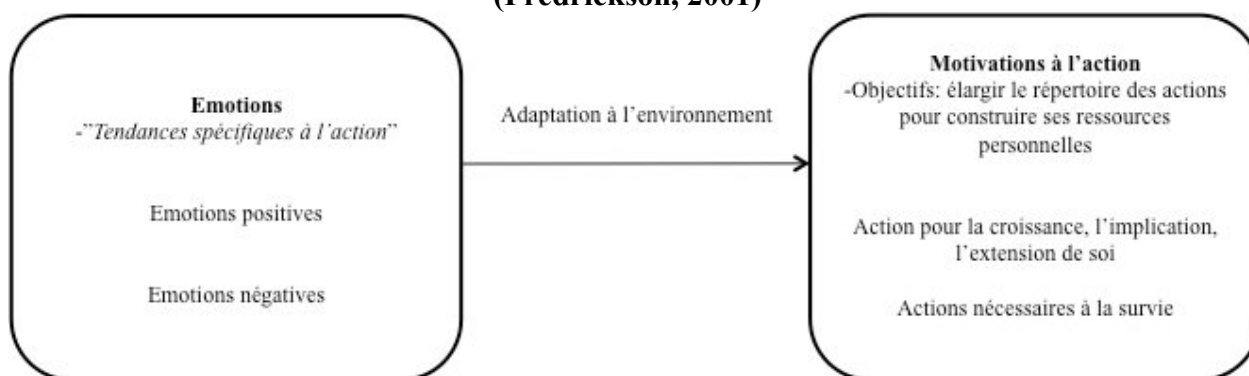 (Fredrickson, 2001)
Emotions
-”Tendances spécifiques à l’action”
Emotions positives
Emotions négatives
Adaptation à l’environnement
Motivations à l’action
-Objectifs: élargir le répertoire des actions
pour construire ses ressources
personnelles
Action pour la croissance, l’implication,
l’extension de soi
Actions nécessaires à la survie